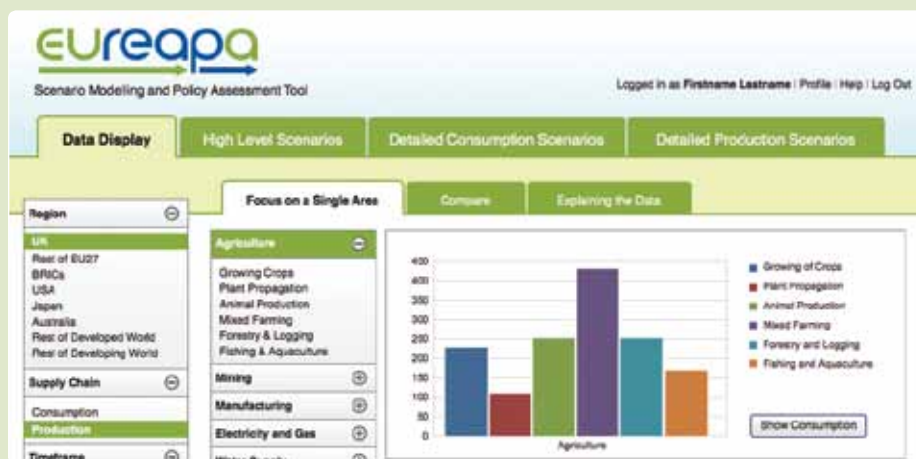 eureapa
Scenario Modelling and Policy Assessment Tool
Logged in as Firstname Lastname | Profile | Help | Log Out
Data Display
High Level Scenarios
Detailed Consumption Scenarios
Detailed Production Scenarios
Focus on a Single Area
Compare
Explaining the Data
Region
UK
Rest of EU27
BRICs
USA
Japan
Australia
Rest of Developed World
Rest of Developing World
Supply Chain
Consumption
Production
Timeframe
Agriculture
Growing Crops
Plant Propagation
Animal Production
Mixed Farming
Forestry & Logging
Fishing & Aquaculture
Mining
Manufacturing
Electricity and Gas
Water Supply
450
400
350
300
250
200
150
100
50
0
Agriculture
Growing of Crops
Plant Propagation
Animal Production
Mixed Farming
Forestry and Logging
Fishing and Aquaculture
Show Consumption